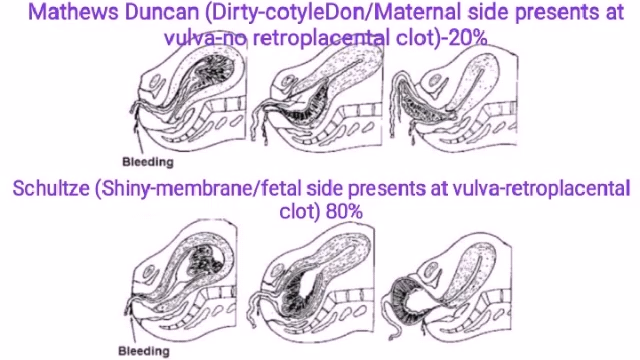 Mathews Duncan (Dirty-cotyleDon/Maternal side presents at
vulva-no retroplacental clot)-20%
Bleeding
Schultze (Shiny-membrane/fetal side presents at vulva-retroplacental
clot) 80%
Bleeding